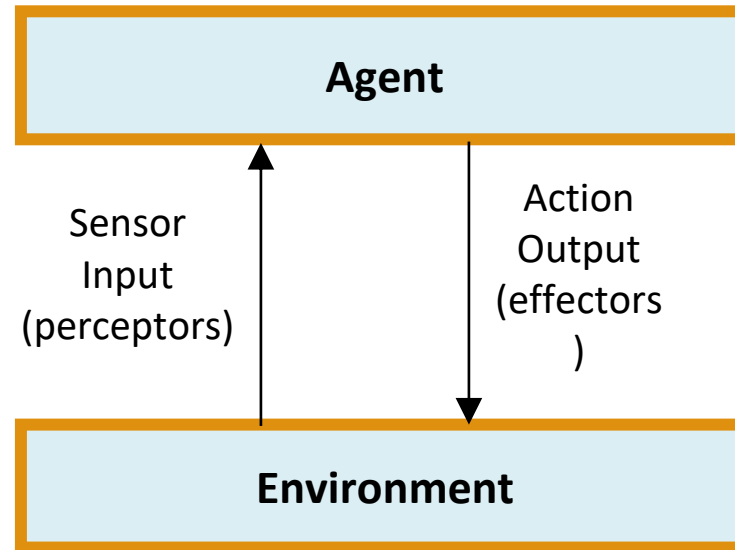 Agent
Sensor
Input
(perceptors)
Action
Output
(effectors
)
Environment